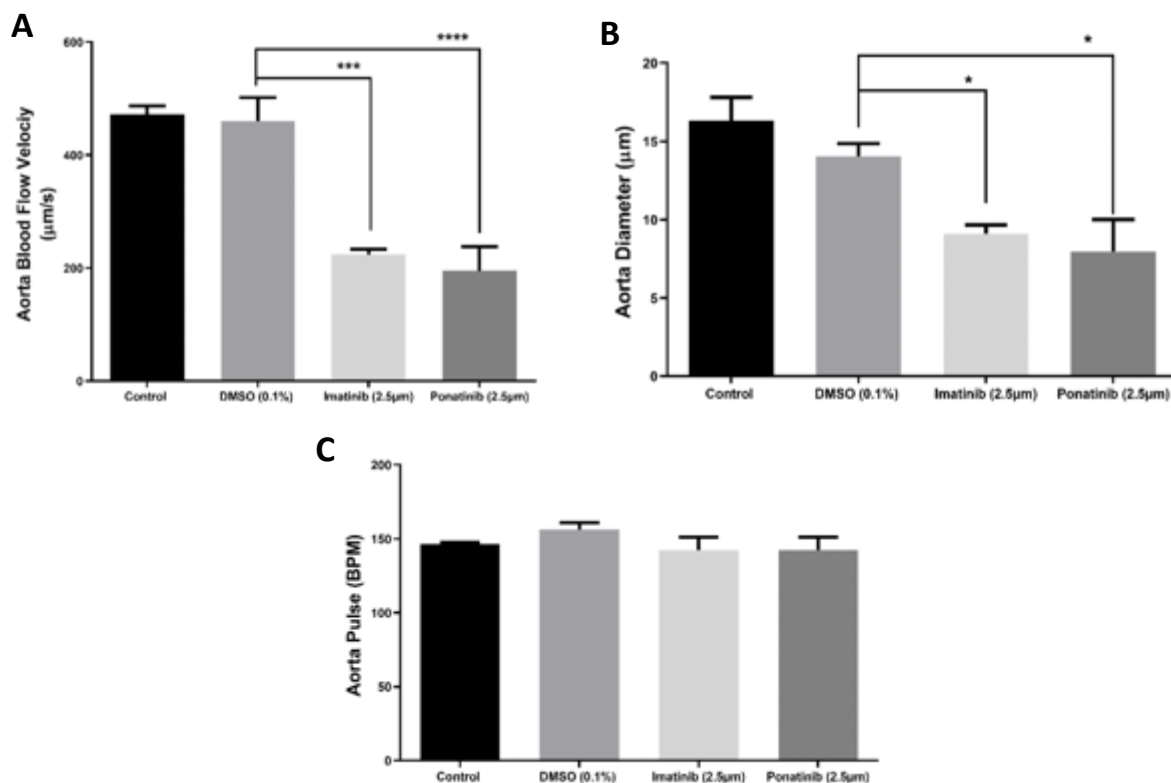 A
Aorta Blood Flow Velociy
(µm/s)
600
400
200
0
***
****
Control
DMSO (0.1%)
Imatinib (2.5µm)
Ponatinib (2.5µm)
B
Aorta Diameter (µm)
20
15
10
5
0
*
*
Control
DMSO (0.1%)
Imatinib (2.5µm)
Ponatinib (2.5µm)
C
Aorta Pulse (BPM)
200
150
100
50
0
Control
DMSO (0.1%)
Imatinib (2.5µm)
Ponatinib (2.5µm)